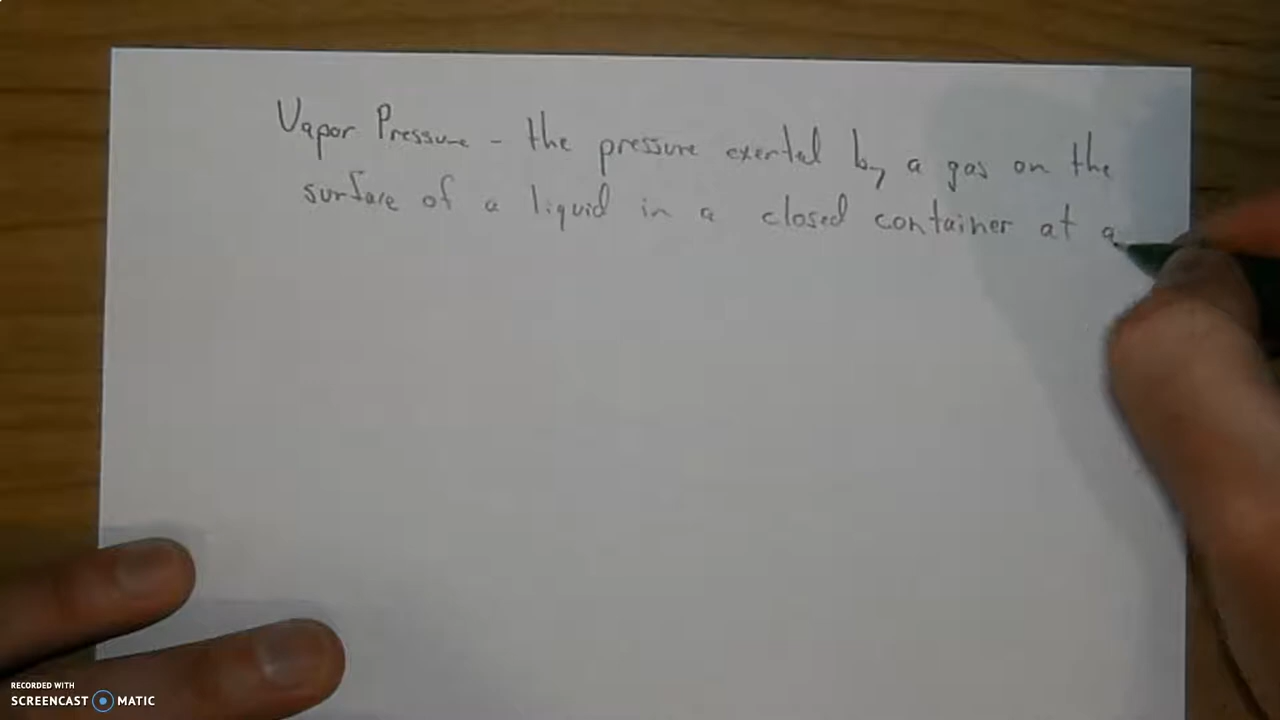 Vapor Pressure - the pressure exerted by a gas on the
surface of a liquid in a closed container at a
RECORDED WITH
SCREENCAST MATIC